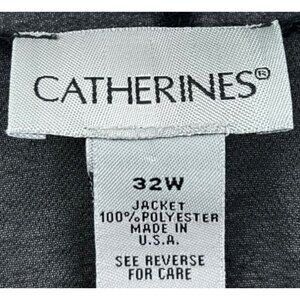 CATHERINES®
32W
JACKET
100% POLYESTER
MADE IN
U.S.A.
SEE REVERSE
FOR CARE